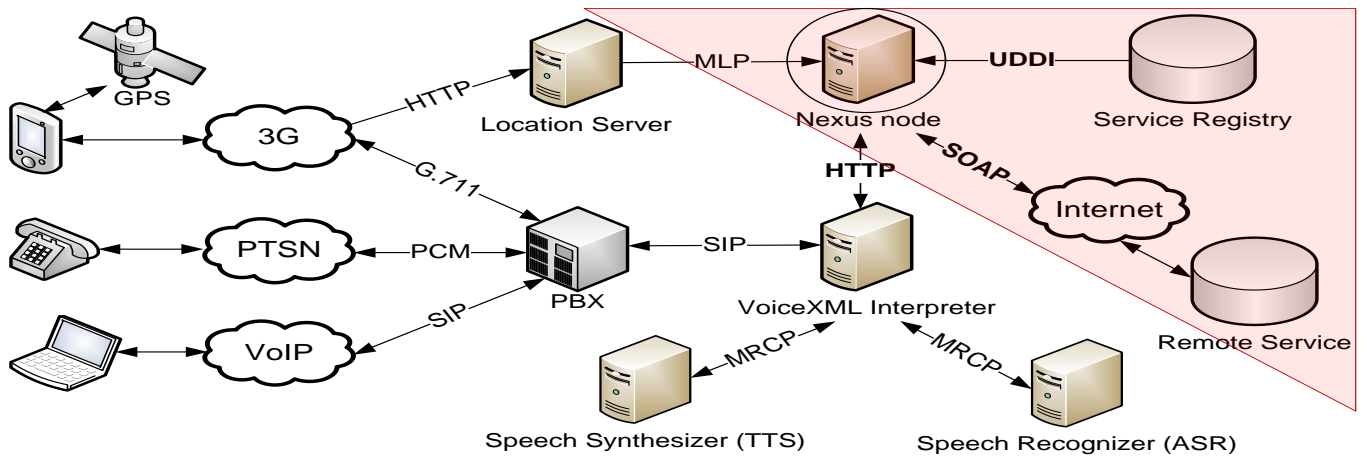 GPS
3G
HTTP
Location Server
MLP
Nexus node
UDDI
Service Registry
G.711
HTTP
SOAP
Internet
PTSN
PCM
PBX
SIP
VoiceXML Interpreter
Remote Service
VoIP
SIP
MRCP
MRCP
Speech Synthesizer (TTS)
Speech Recognizer (ASR)